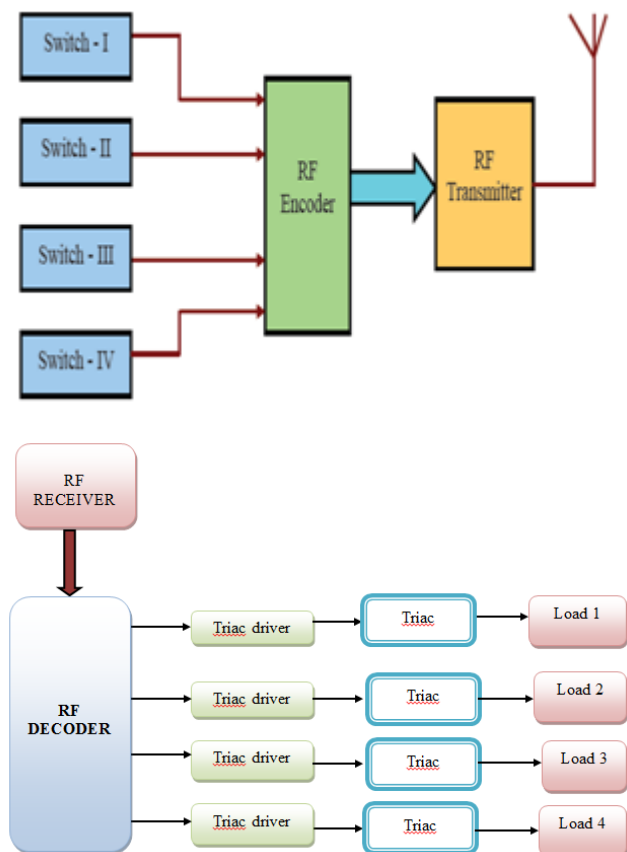 Switch - I
Switch - II
Switch - III
Switch - IV
RF
Encoder
RF
Transmitter
RF
RECEIVER
RF
DECODER
Triac driver
Triac
Load 1
Triac driver
Triac
Load 2
Triac driver
Triac
Load 3
Triac driver
Triac
Load 4